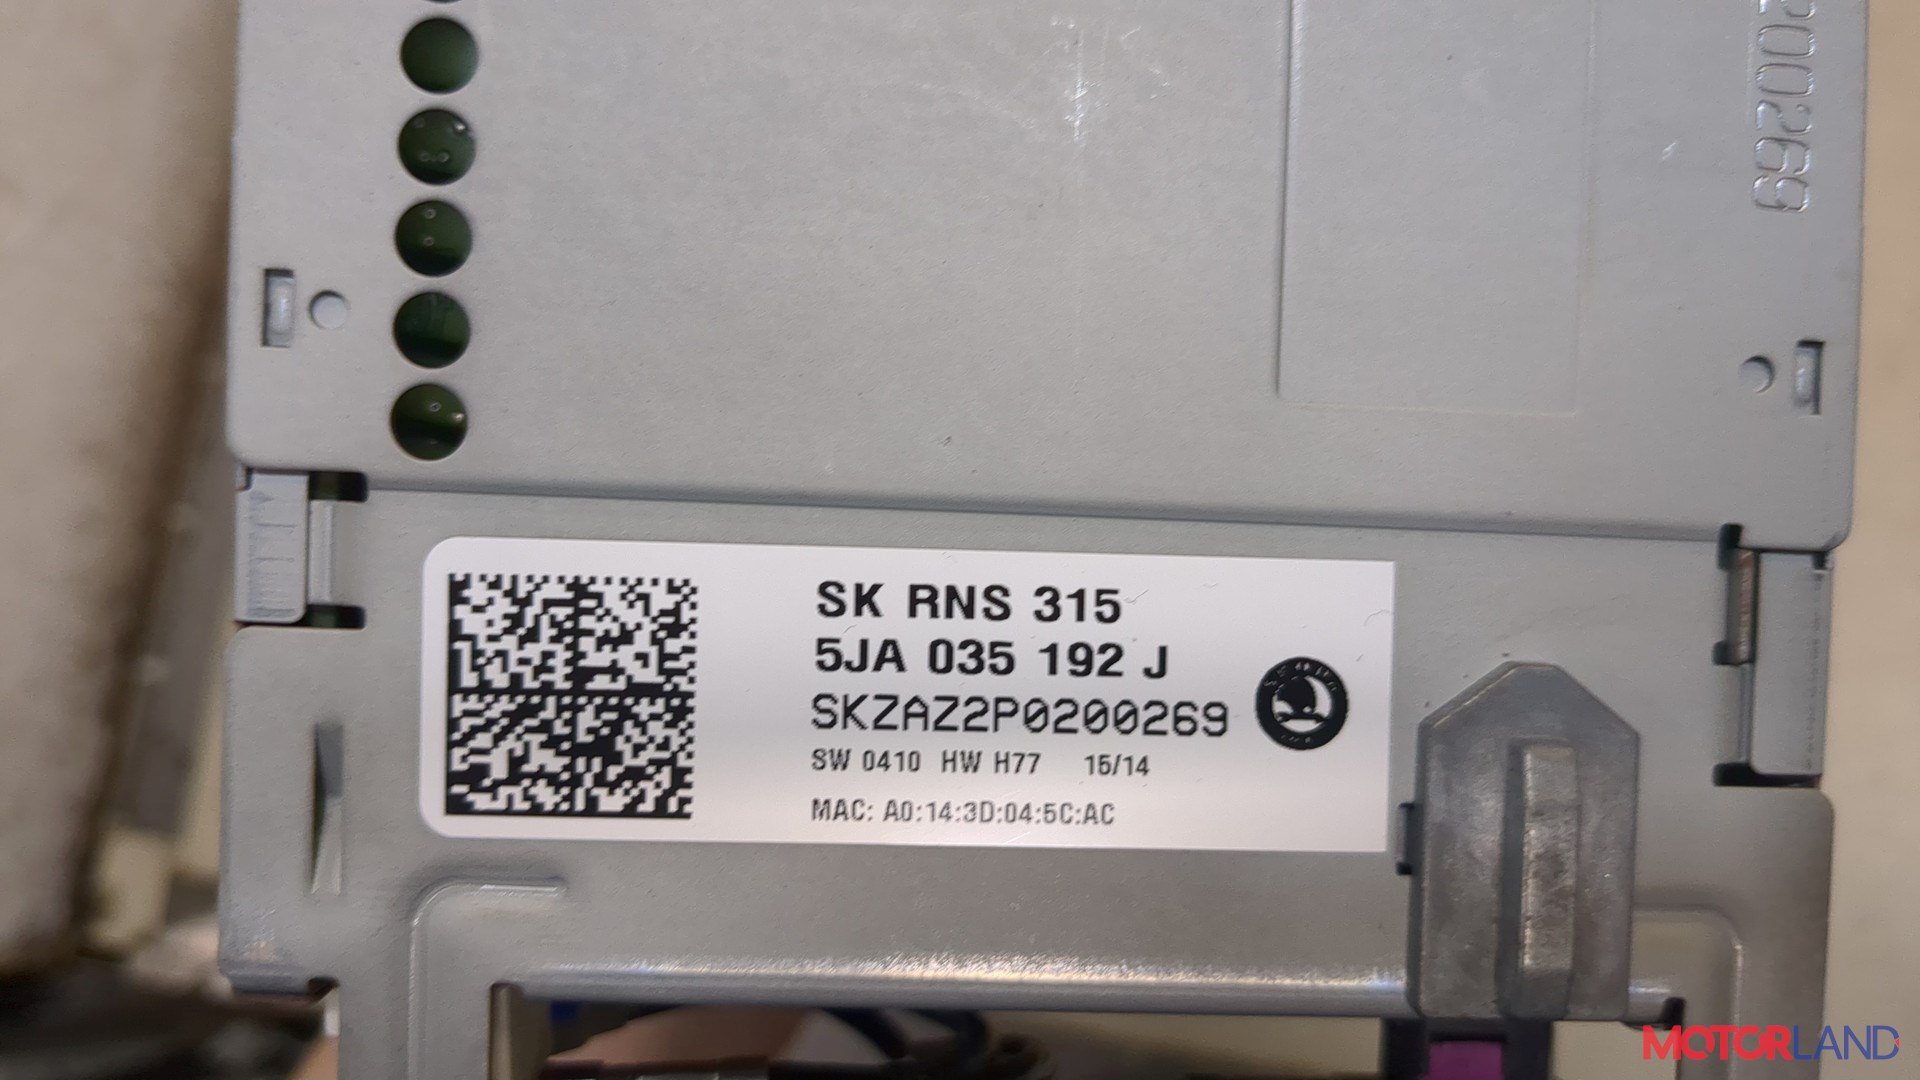 200269
SK RNS 315
5JA 035 192 J
SKZAZ2P0200269
SW 0410 HW H77 15/14
MAC: A0:14:3D:04:5C:AC
MOTORLAND